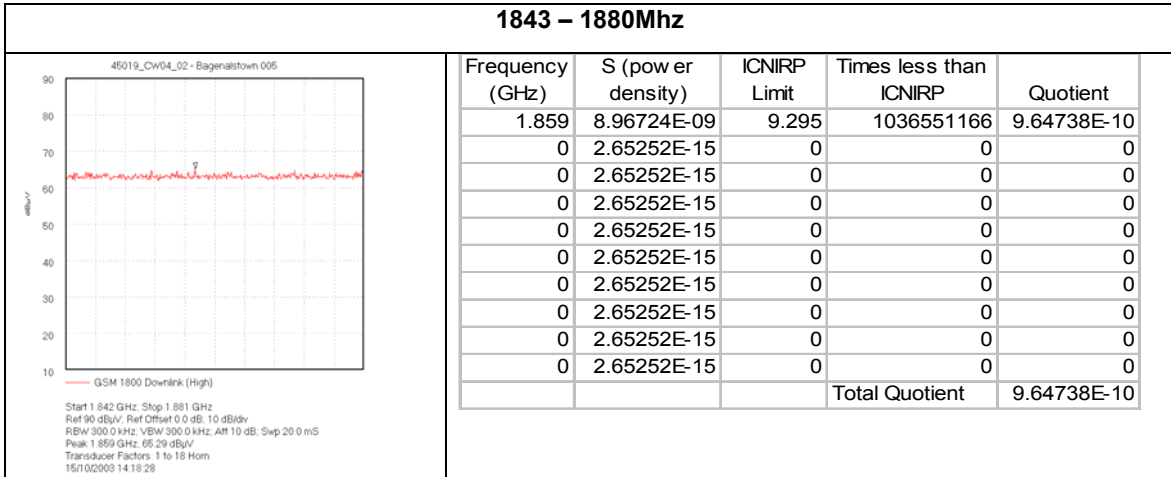 1843 – 1880Mhz
45019_CW04_02 - Bagenalstown 005
90
80
70
60
50
40
30
20
10
dBµV
GSM 1800 Downlink (High)
Start 1.842 GHz; Stop 1.881 GHz
Ref 90 dBµV; Ref Offset 0.0 dB; 10 dB/div
RBW 300.0 kHz; VBW 300.0 kHz; Att 10 dB; Swp 20.0 mS
Peak 1.859 GHz, 65.29 dBµV
Transducer Factors: 1 to 18 Horn
15/10/2003 14:18:28
Frequency (GHz) S (power density) ICNIRP Limit Times less than ICNIRP Quotient
1.859 8.96724E-09 9.295 1036551166 9.64738E-10
0 2.65252E-15 0 0 0
0 2.65252E-15 0 0 0
0 2.65252E-15 0 0 0
0 2.65252E-15 0 0 0
0 2.65252E-15 0 0 0
0 2.65252E-15 0 0 0
0 2.65252E-15 0 0 0
0 2.65252E-15 0 0 0
0 2.65252E-15 0 0 0
Total Quotient 9.64738E-10